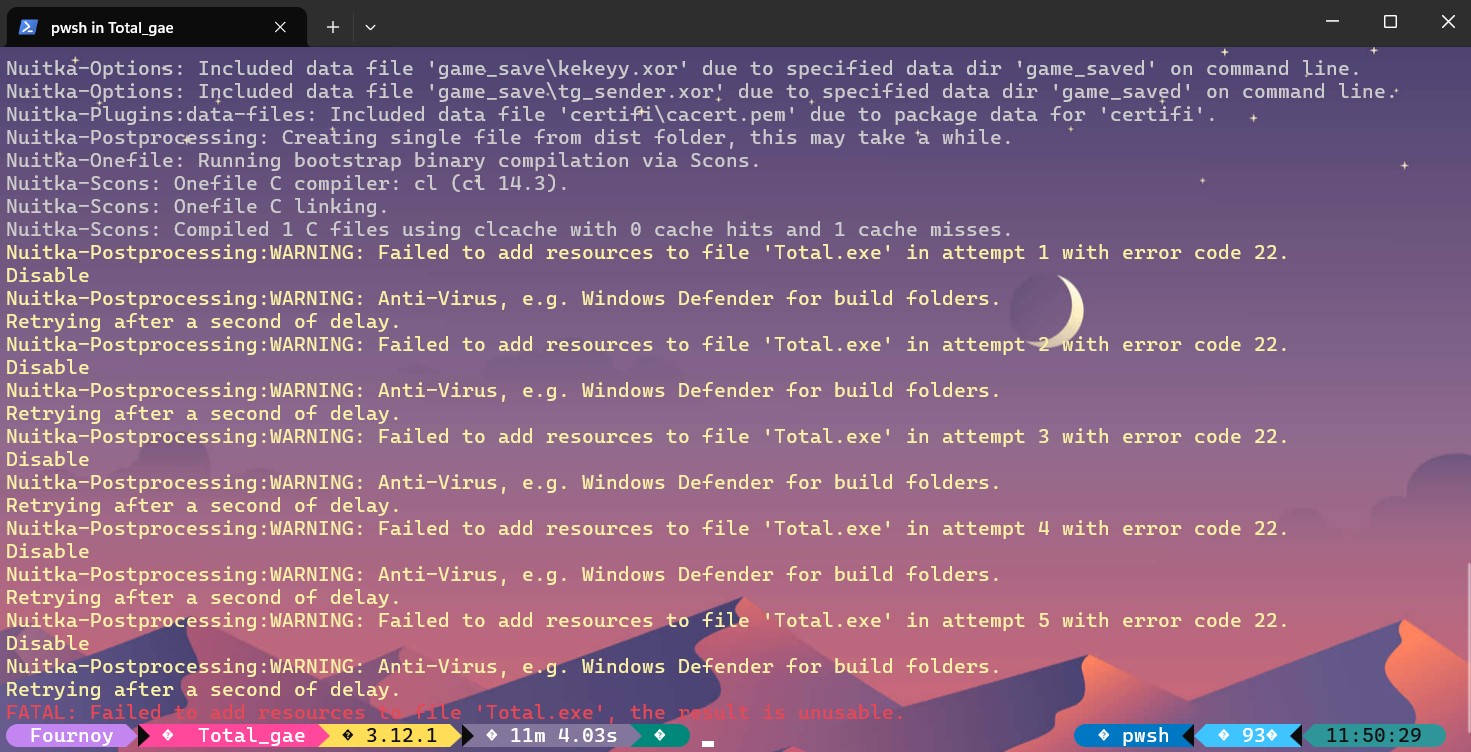 pwsh in Total_gae
Nuitka-Options: Included data file 'game_save\kekeyy.xor' due to specified data dir 'game_saved' on command line.
Nuitka-Options: Included data file 'game_save\tg_sender.xor' due to specified data dir 'game_saved' on command line.
Nuitka-Plugins:data-files: Included data file 'certifi\cacert.pem' due to package data for 'certifi'.
Nuitka-Postprocessing: Creating single file from dist folder, this may take a while.
Nuitka-Onefile: Running bootstrap binary compilation via Scons.
Nuitka-Scons: Onefile C compiler: cl (cl 14.3).
Nuitka-Scons: Onefile C linking.
Nuitka-Scons: Compiled 1 C files using clcache with 0 cache hits and 1 cache misses.
Nuitka-Postprocessing:WARNING: Failed to add resources to file 'Total.exe' in attempt 1 with error code 22.
Disable
Nuitka-Postprocessing:WARNING: Anti-Virus, e.g. Windows Defender for build folders.
Retrying after a second of delay.
Nuitka-Postprocessing:WARNING: Failed to add resources to file 'Total.exe' in attempt 2 with error code 22.
Disable
Nuitka-Postprocessing:WARNING: Anti-Virus, e.g. Windows Defender for build folders.
Retrying after a second of delay.
Nuitka-Postprocessing:WARNING: Failed to add resources to file 'Total.exe' in attempt 3 with error code 22.
Disable
Nuitka-Postprocessing:WARNING: Anti-Virus, e.g. Windows Defender for build folders.
Retrying after a second of delay.
Nuitka-Postprocessing:WARNING: Failed to add resources to file 'Total.exe' in attempt 4 with error code 22.
Disable
Nuitka-Postprocessing:WARNING: Anti-Virus, e.g. Windows Defender for build folders.
Retrying after a second of delay.
Nuitka-Postprocessing:WARNING: Failed to add resources to file 'Total.exe' in attempt 5 with error code 22.
Disable
Nuitka-Postprocessing:WARNING: Anti-Virus, e.g. Windows Defender for build folders.
Retrying after a second of delay.
FATAL: Failed to add resources to file 'Total.exe', the result is unusable.
Fournoy � Total_gae � 3.12.1 � 11m 4.03s � � pwsh � 93� 11:50:29